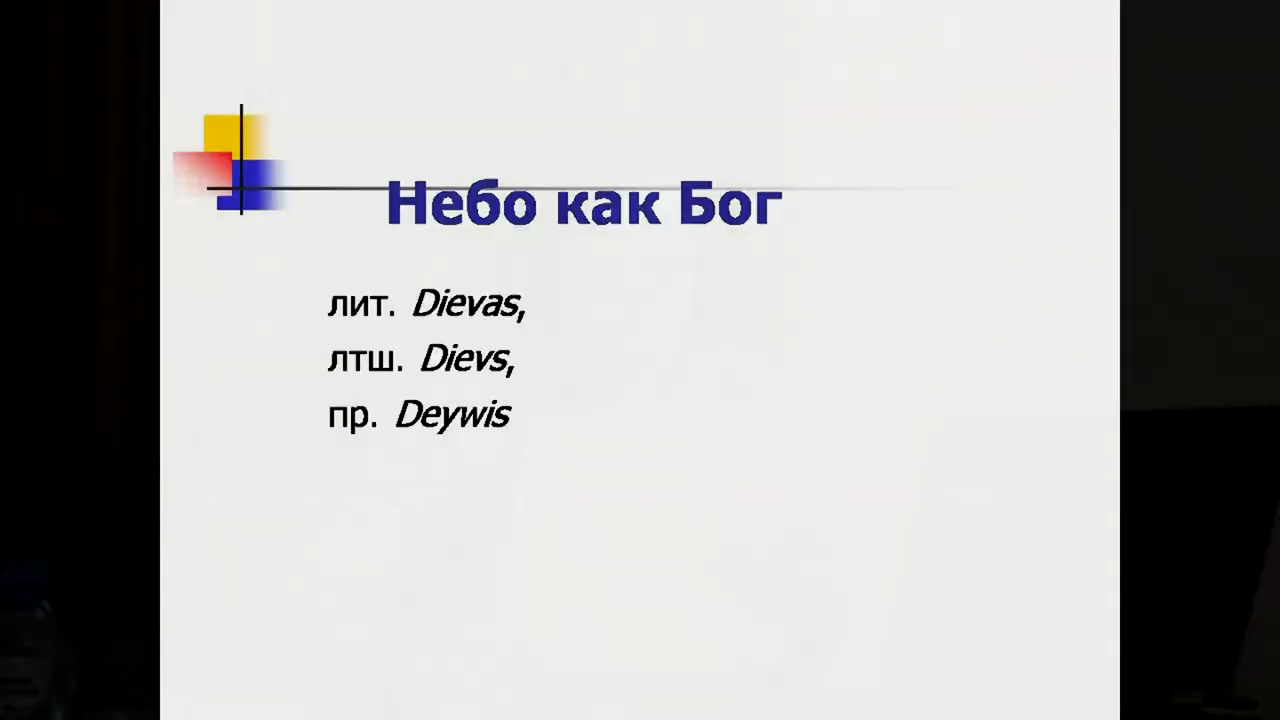 Небо как Бог
лит. Dievas,
лтш. Dievs,
пр. Deywis